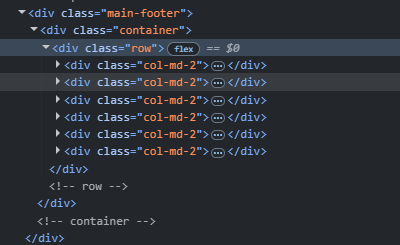 <div class="main-footer">
<div class="container">
<div class="row"> flex == $0
<div class="col-md-2"> ••• </div>
<div class="col-md-2"> ••• </div>
<div class="col-md-2"> ••• </div>
<div class="col-md-2"> ••• </div>
<div class="col-md-2"> ••• </div>
<div class="col-md-2"> ••• </div>
</div>
<!-- row -->
</div>
<!-- container -->
</div>